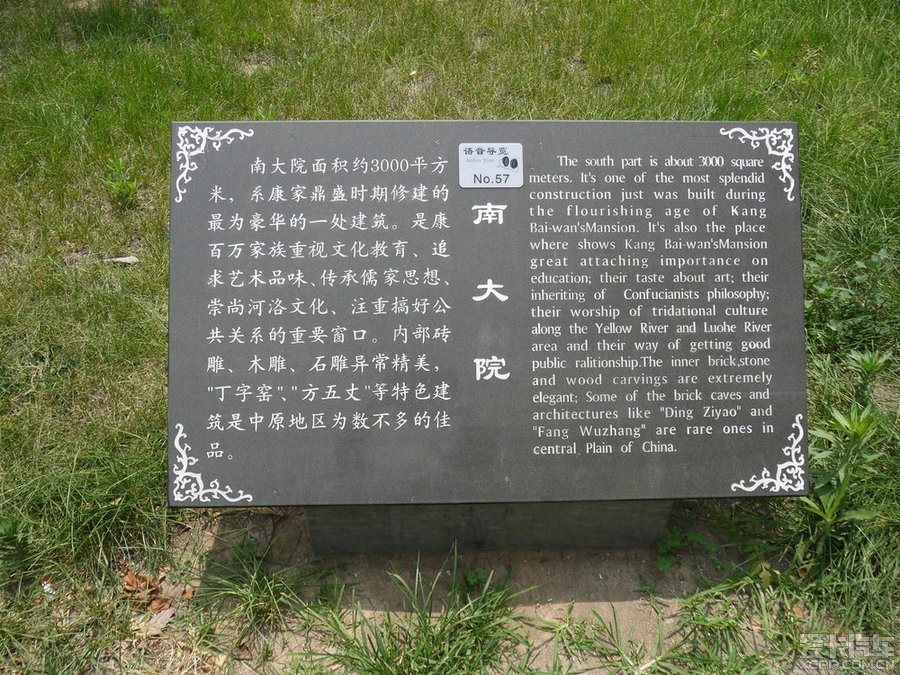 南大院面积约3000平方
米，系康家鼎盛时期修建的
最为豪华的一处建筑。是康
百万家族重视文化教育、追
求艺术品味、传承儒家思想、
崇尚河洛文化、注重搞好公
共关系的重要窗口。内部砖
雕、木雕、石雕异常精美，
"丁字窑"、"方五丈"等特色建
筑是中原地区为数不多的佳
品。
语音导览
Audio tour
No.57
南
大
院
The south part is about 3000 square
meters. It's one of the most splendid
construction just was built during
the flourishing age of Kang
Bai-wan'sMansion. It's also the place
where shows Kang Bai-wan'sMansion
great attaching importance on
education; their taste about art; their
inheriting of Confucianists philosophy;
their worship of tridational culture
along the Yellow River and Luohe River
area and their way of getting good
public ralitionship.The inner brick,stone
and wood carvings are extremely
elegant; Some of the brick caves and
architectures like "Ding Ziyao" and
"Fang Wuzhang" are rare ones in
central Plain of China.
爱卡汽车
XCAR.COM.CN